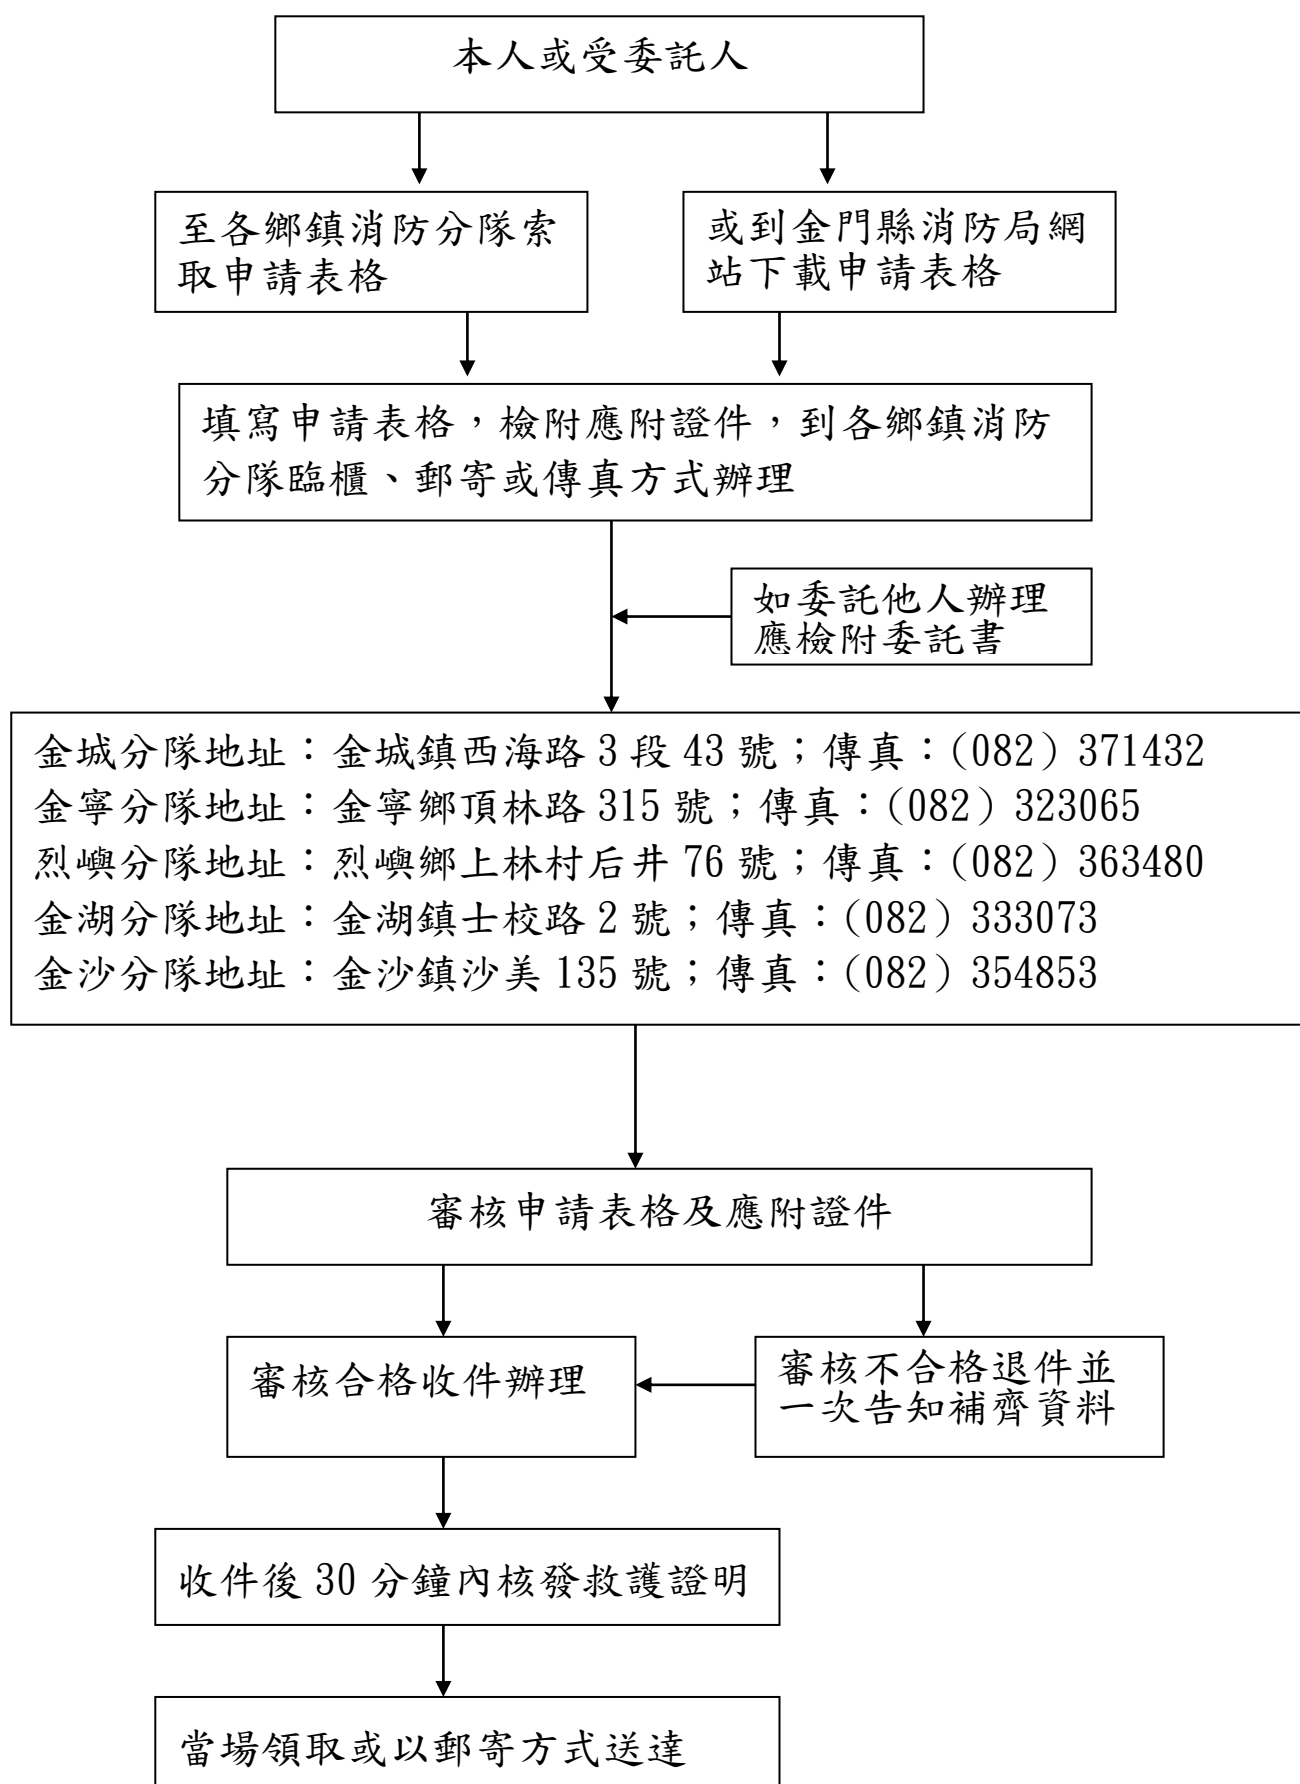 本人或受委託人
至各鄉鎮消防分隊索
取申請表格
或到金門縣消防局網
站下載申請表格
填寫申請表格，檢附應附證件，到各鄉鎮消防
分隊臨櫃、郵寄或傳真方式辦理
如委託他人辦理
應檢附委託書
金城分隊地址：金城鎮西海路 3 段 43 號；傳真：(082) 371432
金寧分隊地址：金寧鄉頂林路 315 號；傳真：(082) 323065
烈嶼分隊地址：烈嶼鄉上林村后井 76 號；傳真：(082) 363480
金湖分隊地址：金湖鎮士校路 2 號；傳真：(082) 333073
金沙分隊地址：金沙鎮沙美 135 號；傳真：(082) 354853
審核申請表格及應附證件
審核合格收件辦理
審核不合格退件並
一次告知補齊資料
收件後 30 分鐘內核發救護證明
當場領取或以郵寄方式送達